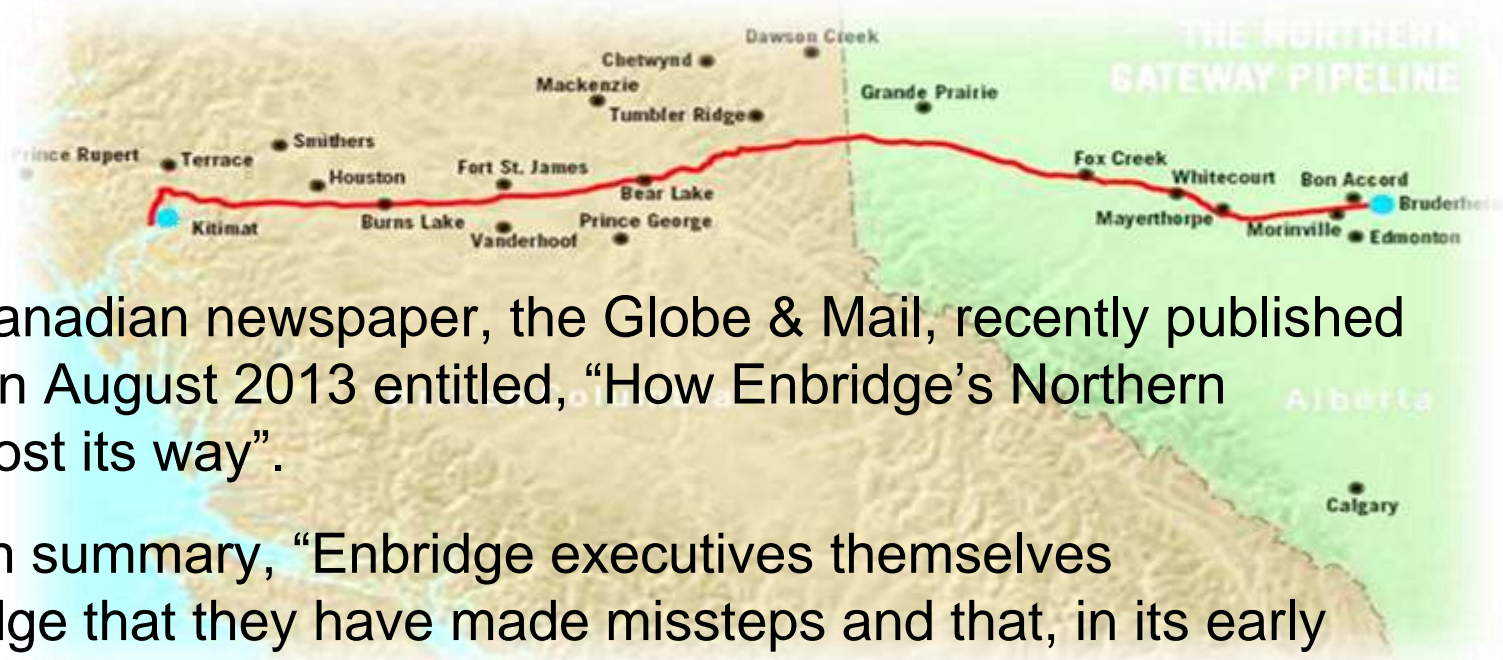 THE NORTHERN
GATEWAY PIPELINE
Dawson Creek
Chetwynd
Mackenzie
Tumbler Ridge
Grande Prairie
Smithers
Prince Rupert
Terrace
Houston
Fort St. James
Bear Lake
Fox Creek
Whitecourt
Bon Accord
Kitimat
Burns Lake
Vanderhoof
Prince George
Mayerthorpe
Morinville
Edmonton
anadian newspaper, the Globe & Mail, recently published
n August 2013 entitled, “How Enbridge’s Northern
ost its way”.
Alberta
Calgary
n summary, “Enbridge executives themselves
dge that they have made missteps and that, in its early